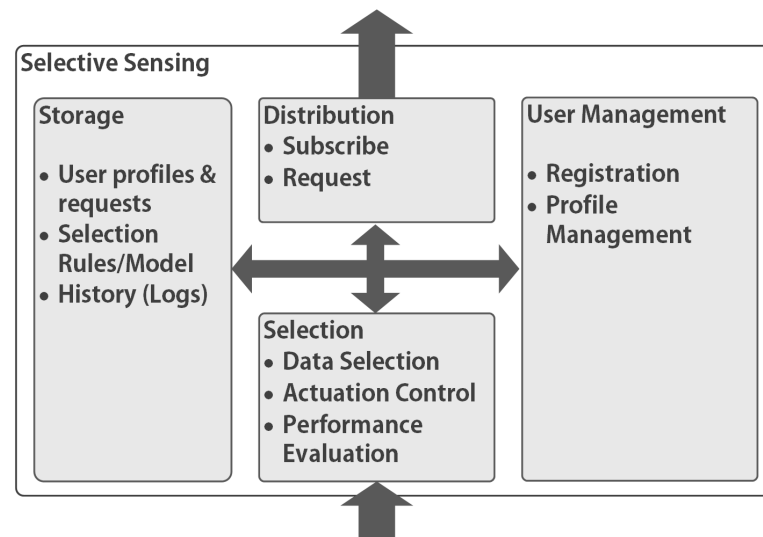 Selective Sensing
Storage
• User profiles &
requests
• Selection
Rules/Model
• History (Logs)
Distribution
• Subscribe
• Request
Selection
• Data Selection
• Actuation Control
• Performance
Evaluation
User Management
• Registration
• Profile
Management